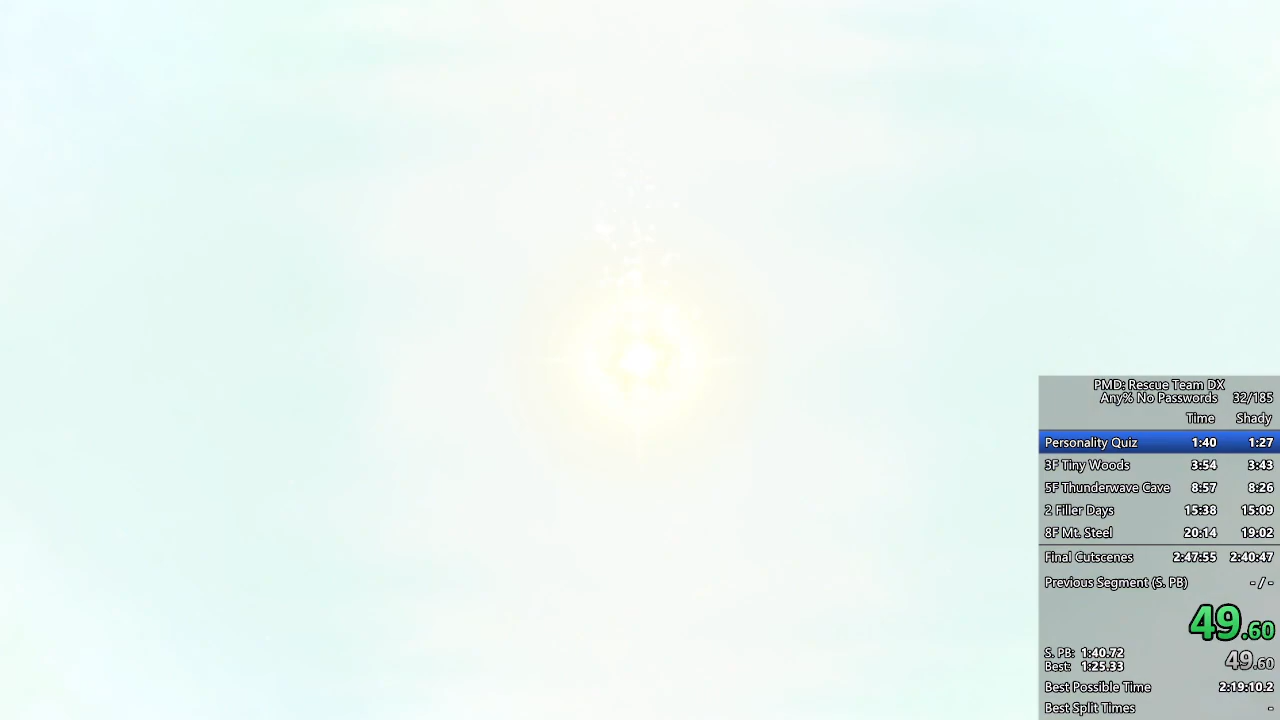 PMD: Rescue Team DX
Any% No Passwords 32/185
Time Shady
Personality Quiz 1:40 1:27
3F Tiny Woods 3:54 3:43
5F Thunderwave Cave 8:57 8:26
2 Filler Days 15:38 15:09
8F Mt. Steel 20:14 19:02
Final Cutscenes 2:47:55 2:40:47
Previous Segment (S. PB) - / -
49.60
S. PB: 1:40.72
Best: 1:25.33
49.60
Best Possible Time 2:19:10.2
Best Split Times -